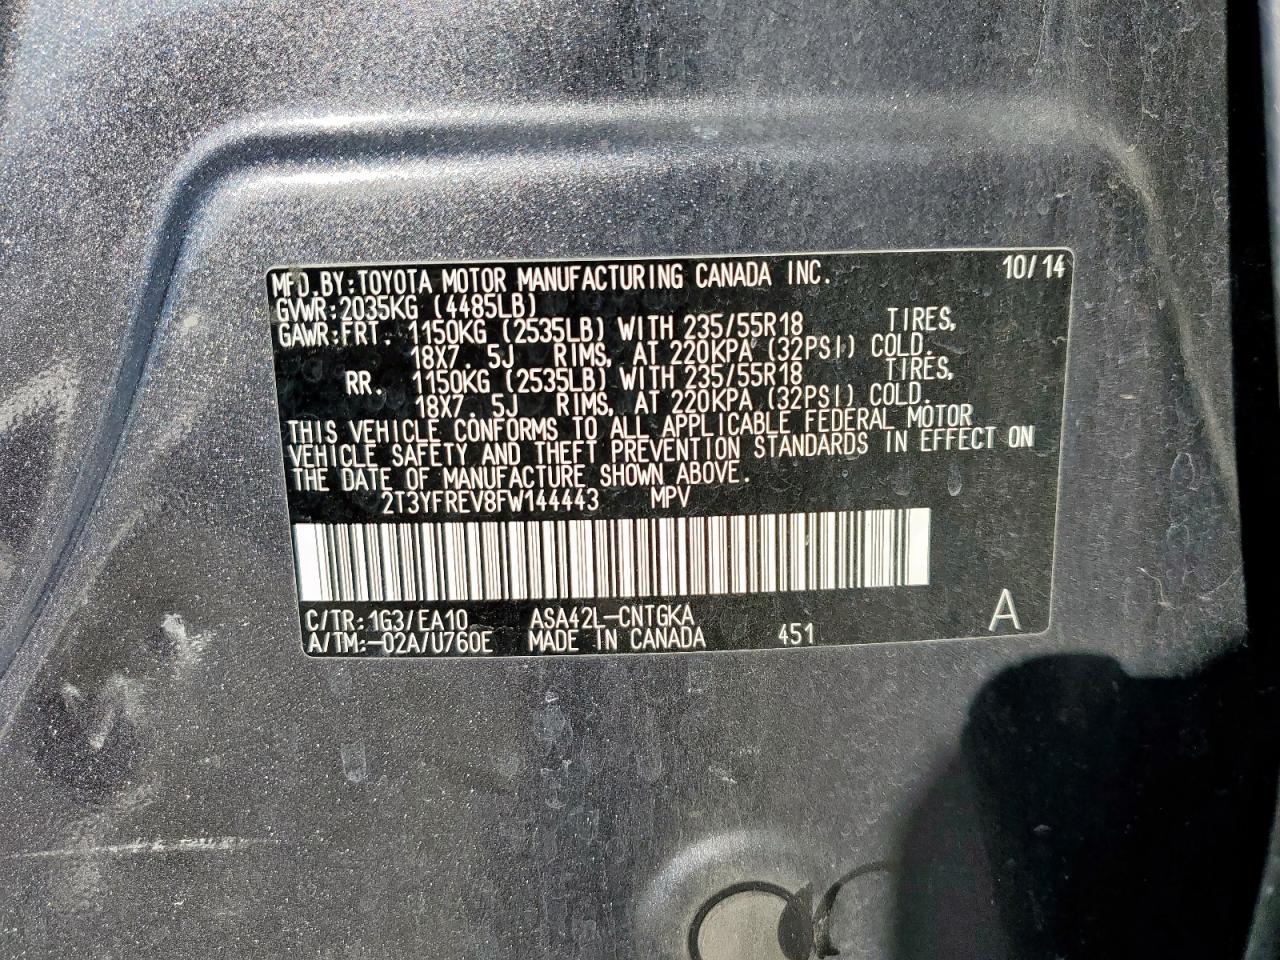 MFD.BY:TOYOTA MOTOR MANUFACTURING CANADA INC. 10/14
GVWR:2035KG (4485LB)
GAWR:FRT. 1150KG (2535LB) WITH 235/55R18 TIRES,
18X7.5J RIMS, AT 220KPA (32PSI) COLD.
RR. 1150KG (2535LB) WITH 235/55R18 TIRES,
18X7.5J RIMS, AT 220KPA (32PSI) COLD.
THIS VEHICLE CONFORMS TO ALL APPLICABLE FEDERAL MOTOR
VEHICLE SAFETY AND THEFT PREVENTION STANDARDS IN EFFECT ON
THE DATE OF MANUFACTURE SHOWN ABOVE.
2T3YFREV8FW144443 MPV
C/TR:1G3/EA10 ASA42L-CNTGKA
A/TM:-02A/U760E MADE IN CANADA 451 A